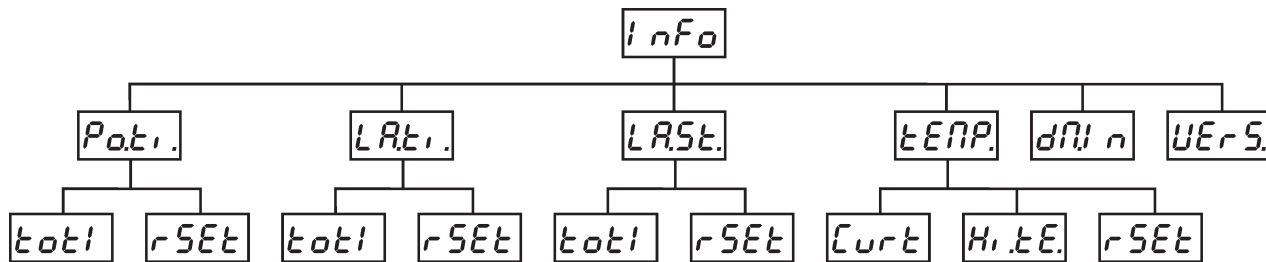 InFo
Po.ti.
LA.ti.
LA.St.
tEMP.
dM.In
VErS.
totl
rSEt
totl
rSEt
totl
rSEt
Curt
Hi.tE.
rSEt